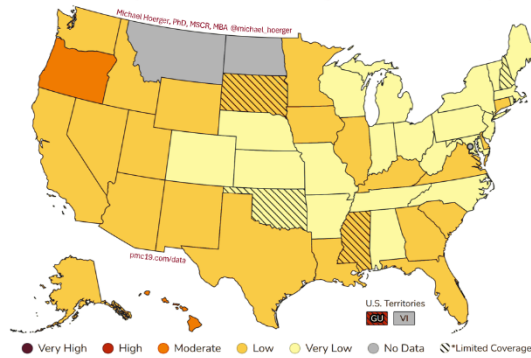 Michael Hoerger, PhD, MSCR, MBA @michael_hoerger
pmc19.com/data
U.S. Territories
GU VI
Very High High Moderate Low Very Low No Data *Limited Coverage